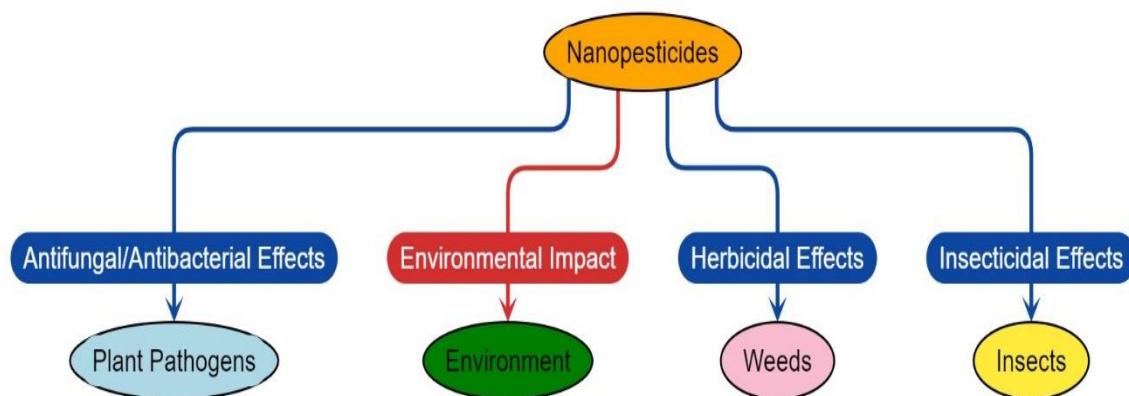 Nanopesticides
Antifungal/Antibacterial Effects
Environmental Impact
Herbicidal Effects
Insecticidal Effects
Plant Pathogens
Environment
Weeds
Insects